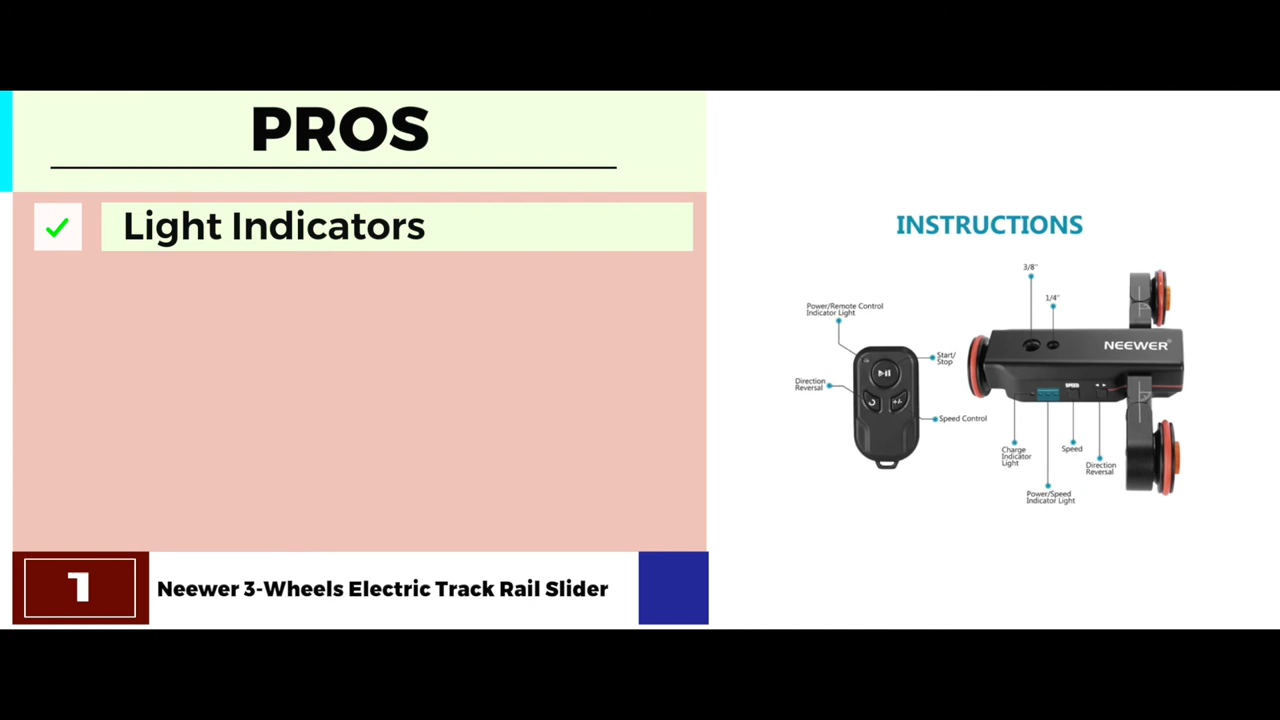 PROS
Light Indicators
1
Neewer 3-Wheels Electric Track Rail Slider
INSTRUCTIONS
3/8"
1/4"
Power/Remote Control
Indicator Light
Start/
Stop
Direction
Reversal
Speed Control
NEEWER®
SPEED
+/-
Charge
Indicator
Light
Speed
Direction
Reversal
Power/Speed
Indicator Light